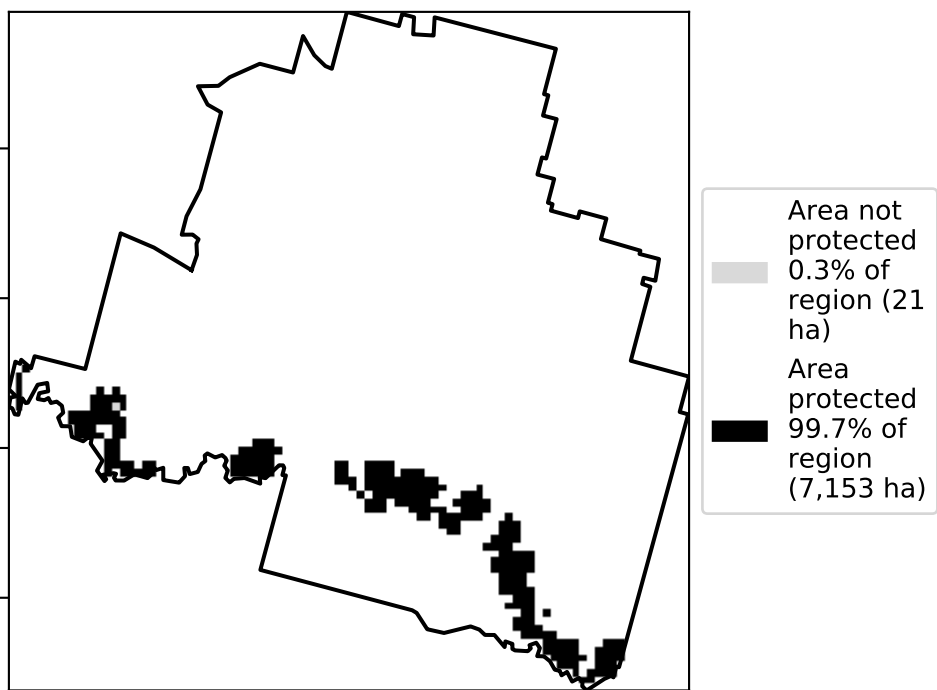 Area not
protected
0.3% of
region (21
ha)
Area
protected
99.7% of
region
(7,153 ha)